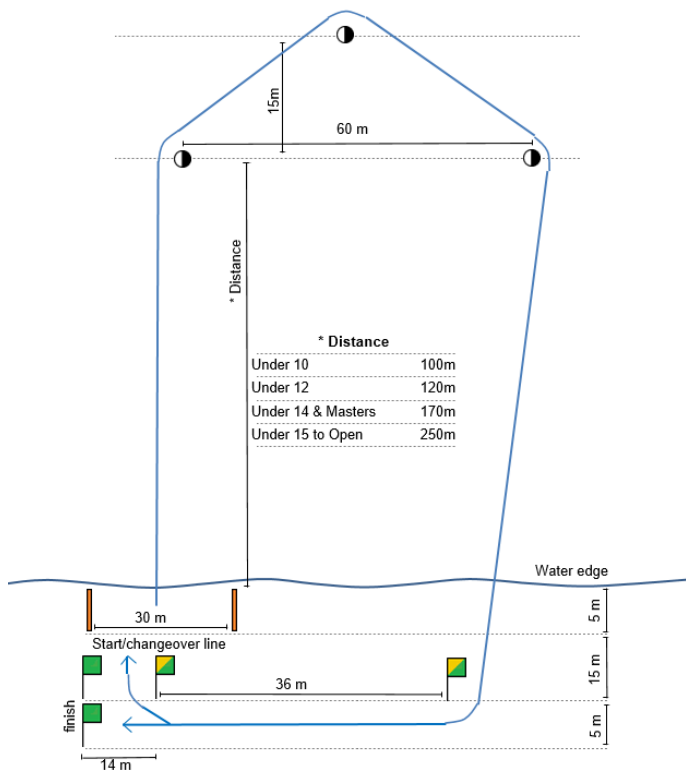 15m
60 m
* Distance
* Distance
Under 10 100m
Under 12 120m
Under 14 & Masters 170m
Under 15 to Open 250m
Water edge
30 m
5 m
Start/changeover line
36 m
15 m
finish
5 m
14 m